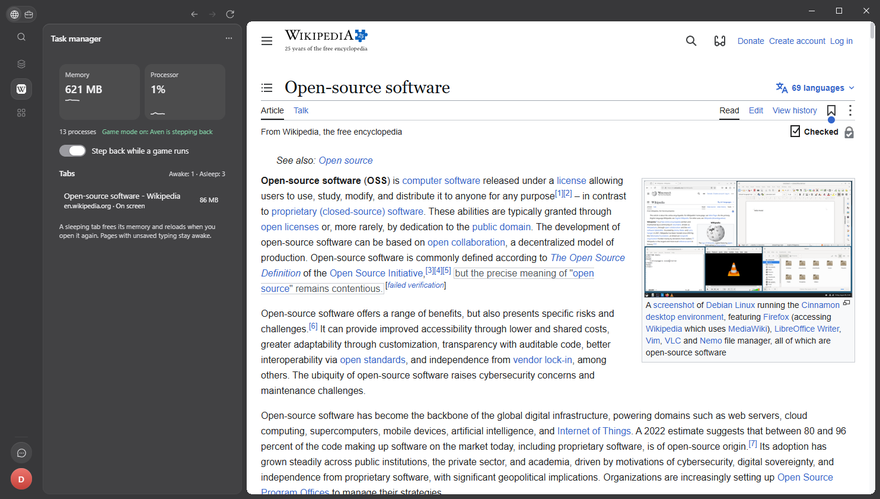 Task manager
Memory
621 MB
Processor
1%
13 processes Game mode on: Aven is stepping back
Step back while a game runs
Tabs Awake: 1 - Asleep: 3
Open-source software - Wikipedia
en.wikipedia.org - On screen
86 MB
A sleeping tab frees its memory and reloads when you
open it again. Pages with unsaved typing stay awake.
D
W
WIKIPEDIA
25 years of the free encyclopedia
Donate Create account Log in
Open-source software
69 languages
Article Talk
Read Edit View history
From Wikipedia, the free encyclopedia
Checked
See also: Open source
Open-source software (OSS) is computer software released under a license allowing
users to use, study, modify, and distribute it to anyone for any purpose[1][2] – in contrast
to proprietary (closed-source) software. These abilities are typically granted through
open licenses or, more rarely, by dedication to the public domain. The development of
open-source software can be based on open collaboration, a decentralized model of
production. Open-source software is commonly defined according to The Open Source
Definition of the Open Source Initiative,[3][4][5] but the precise meaning of "open
source" remains contentious.[failed verification]
A screenshot of Debian Linux running the Cinnamon
desktop environment, featuring Firefox (accessing
Wikipedia which uses MediaWiki), LibreOffice Writer,
Vim, VLC and Nemo file manager, all of which are
open-source software
Open-source software offers a range of benefits, but also presents specific risks and
challenges.[6] It can provide improved accessibility through lower and shared costs,
greater adaptability through customization, transparency with auditable code, better
interoperability via open standards, and independence from vendor lock-in, among
others. The ubiquity of open-source software raises cybersecurity concerns and
maintenance challenges.
Open-source software has become the backbone of the global digital infrastructure, powering domains such as web servers, cloud
computing, supercomputers, mobile devices, artificial intelligence, and Internet of Things. A 2022 estimate suggests that between 80 and 96
percent of the code making up software on the market today, including proprietary software, is of open-source origin.[7] Its adoption has
grown steadily across public institutions, the private sector, and academia, driven by motivations of cybersecurity, digital sovereignty, and
independence from proprietary software, with significant geopolitical implications. Organizations are increasingly setting up Open Source
Program Offices to manage their strategies.